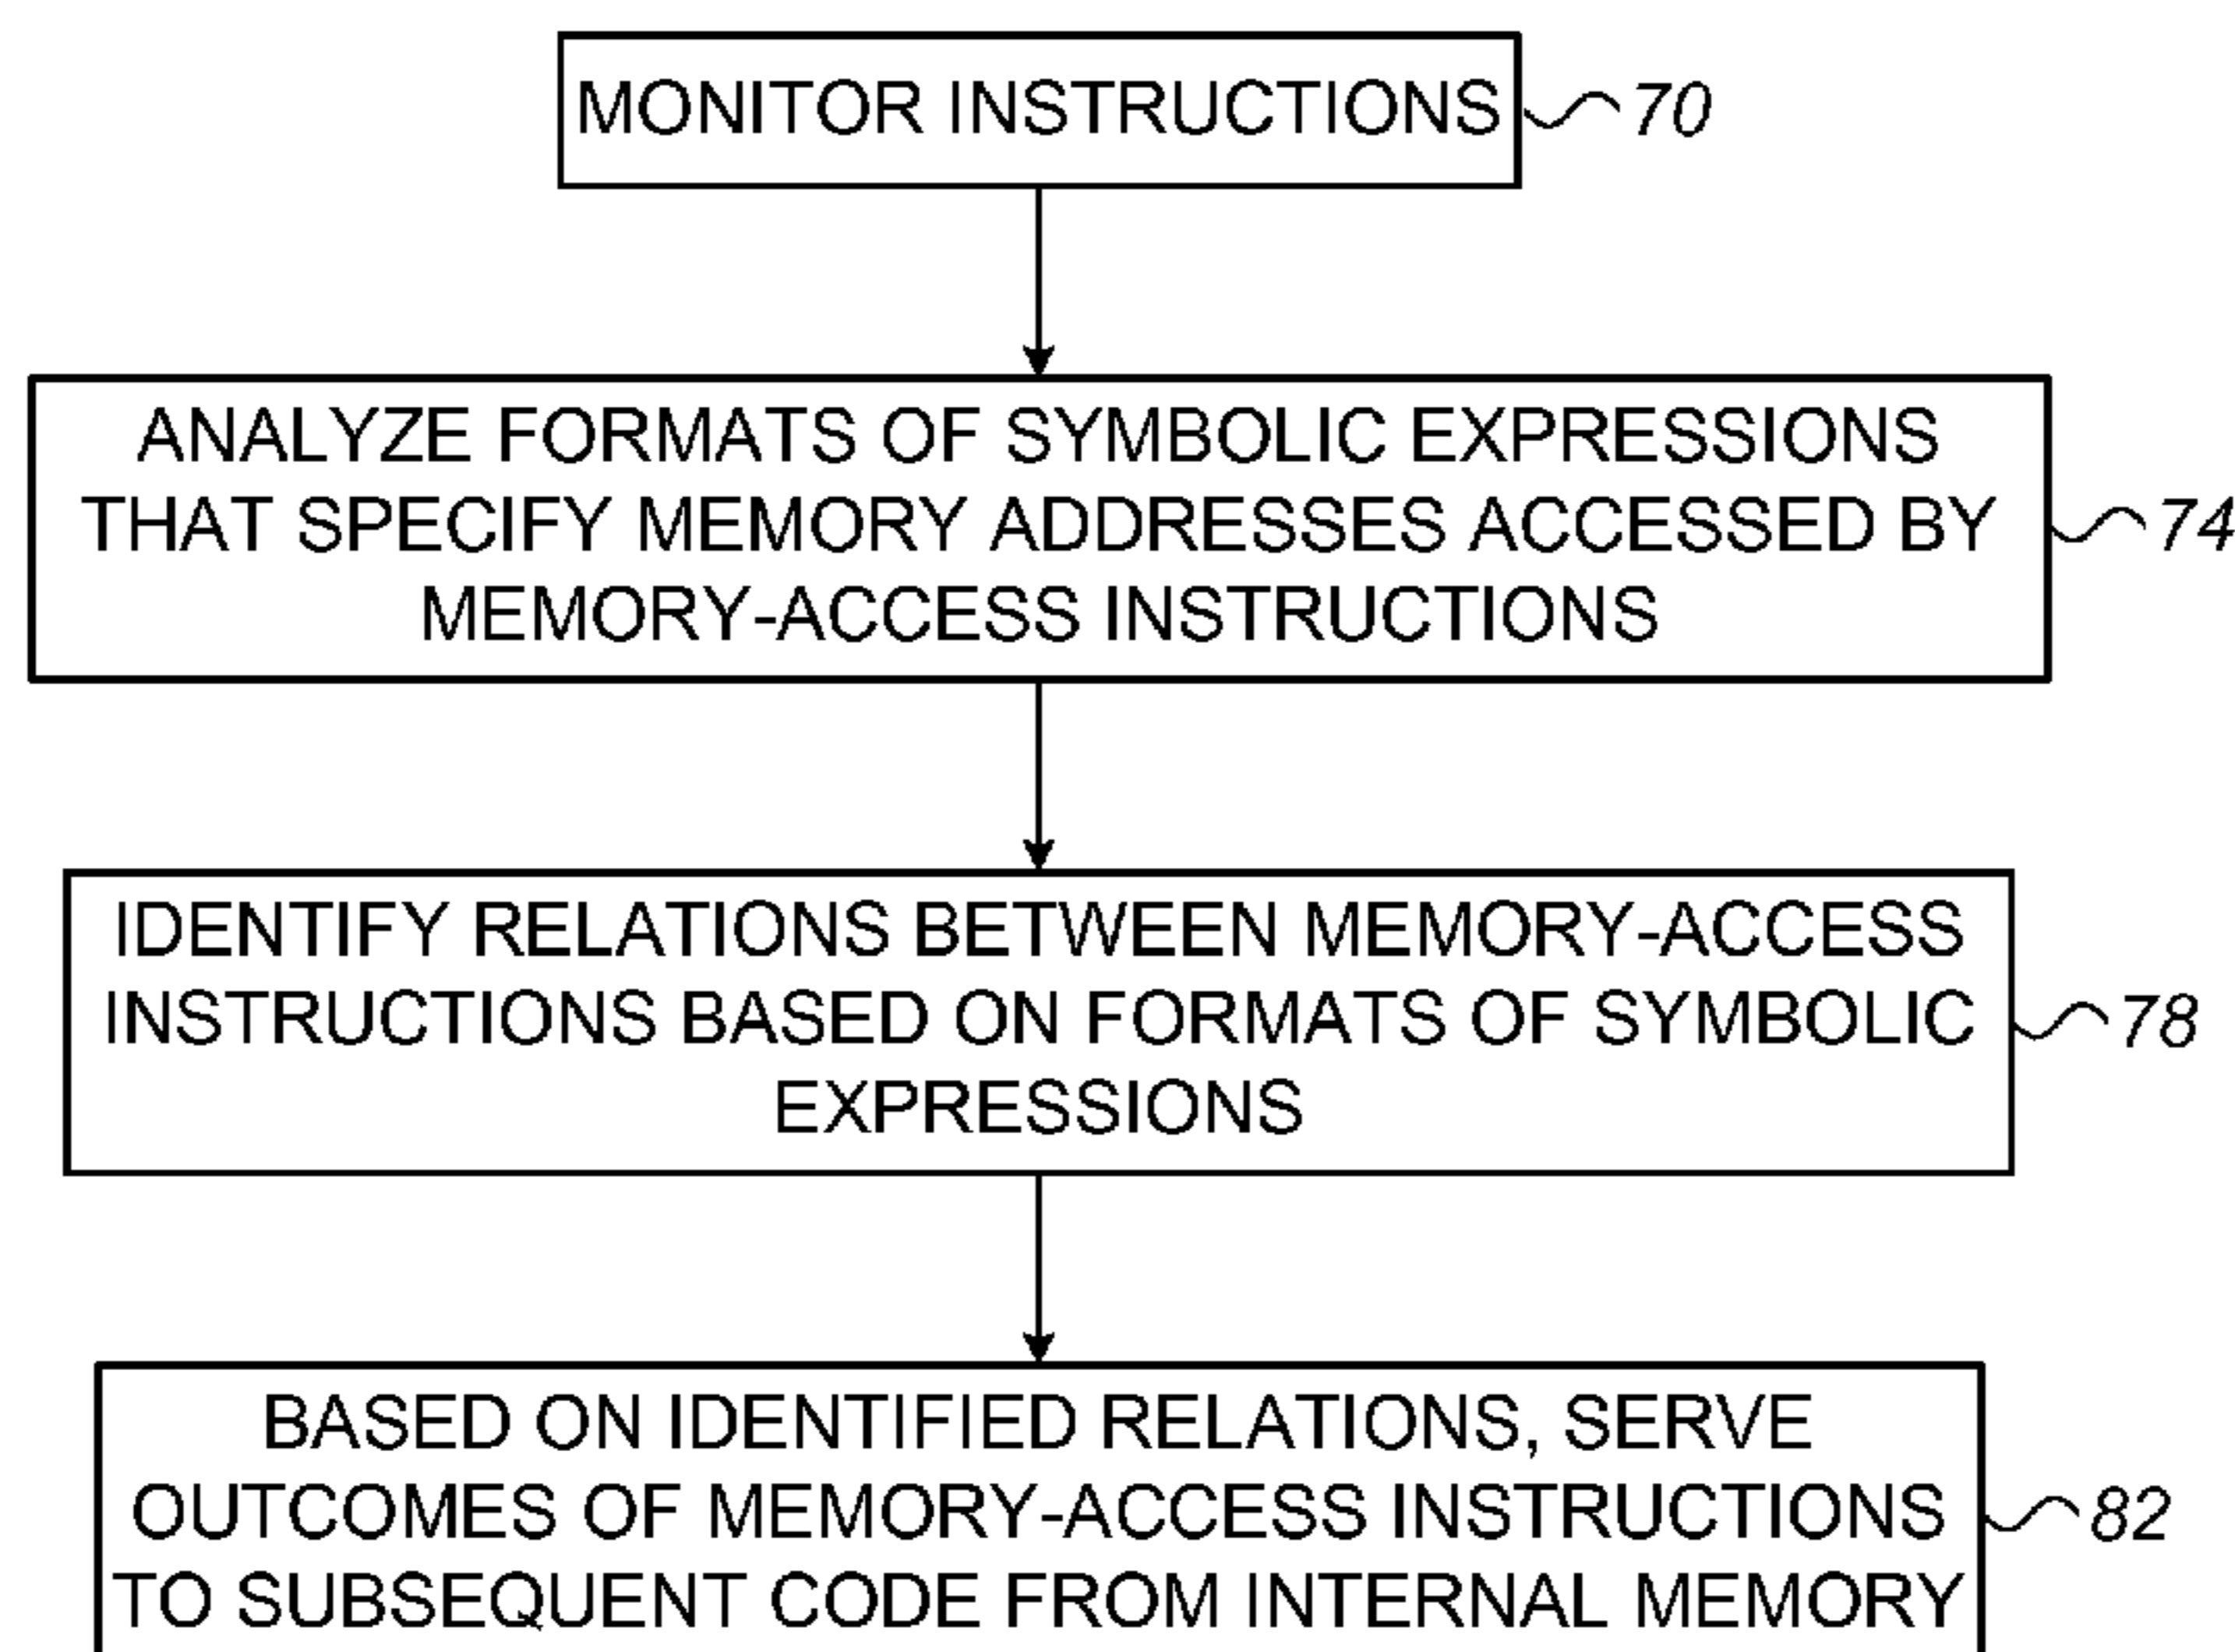 MONITOR INSTRUCTIONS 70
ANALYZE FORMATS OF SYMBOLIC EXPRESSIONS
THAT SPECIFY MEMORY ADDRESSES ACCESSED BY 74
MEMORY-ACCESS INSTRUCTIONS
IDENTIFY RELATIONS BETWEEN MEMORY-ACCESS
INSTRUCTIONS BASED ON FORMATS OF SYMBOLIC 78
EXPRESSIONS
BASED ON IDENTIFIED RELATIONS, SERVE
OUTCOMES OF MEMORY-ACCESS INSTRUCTIONS 82
TO SUBSEQUENT CODE FROM INTERNAL MEMORY